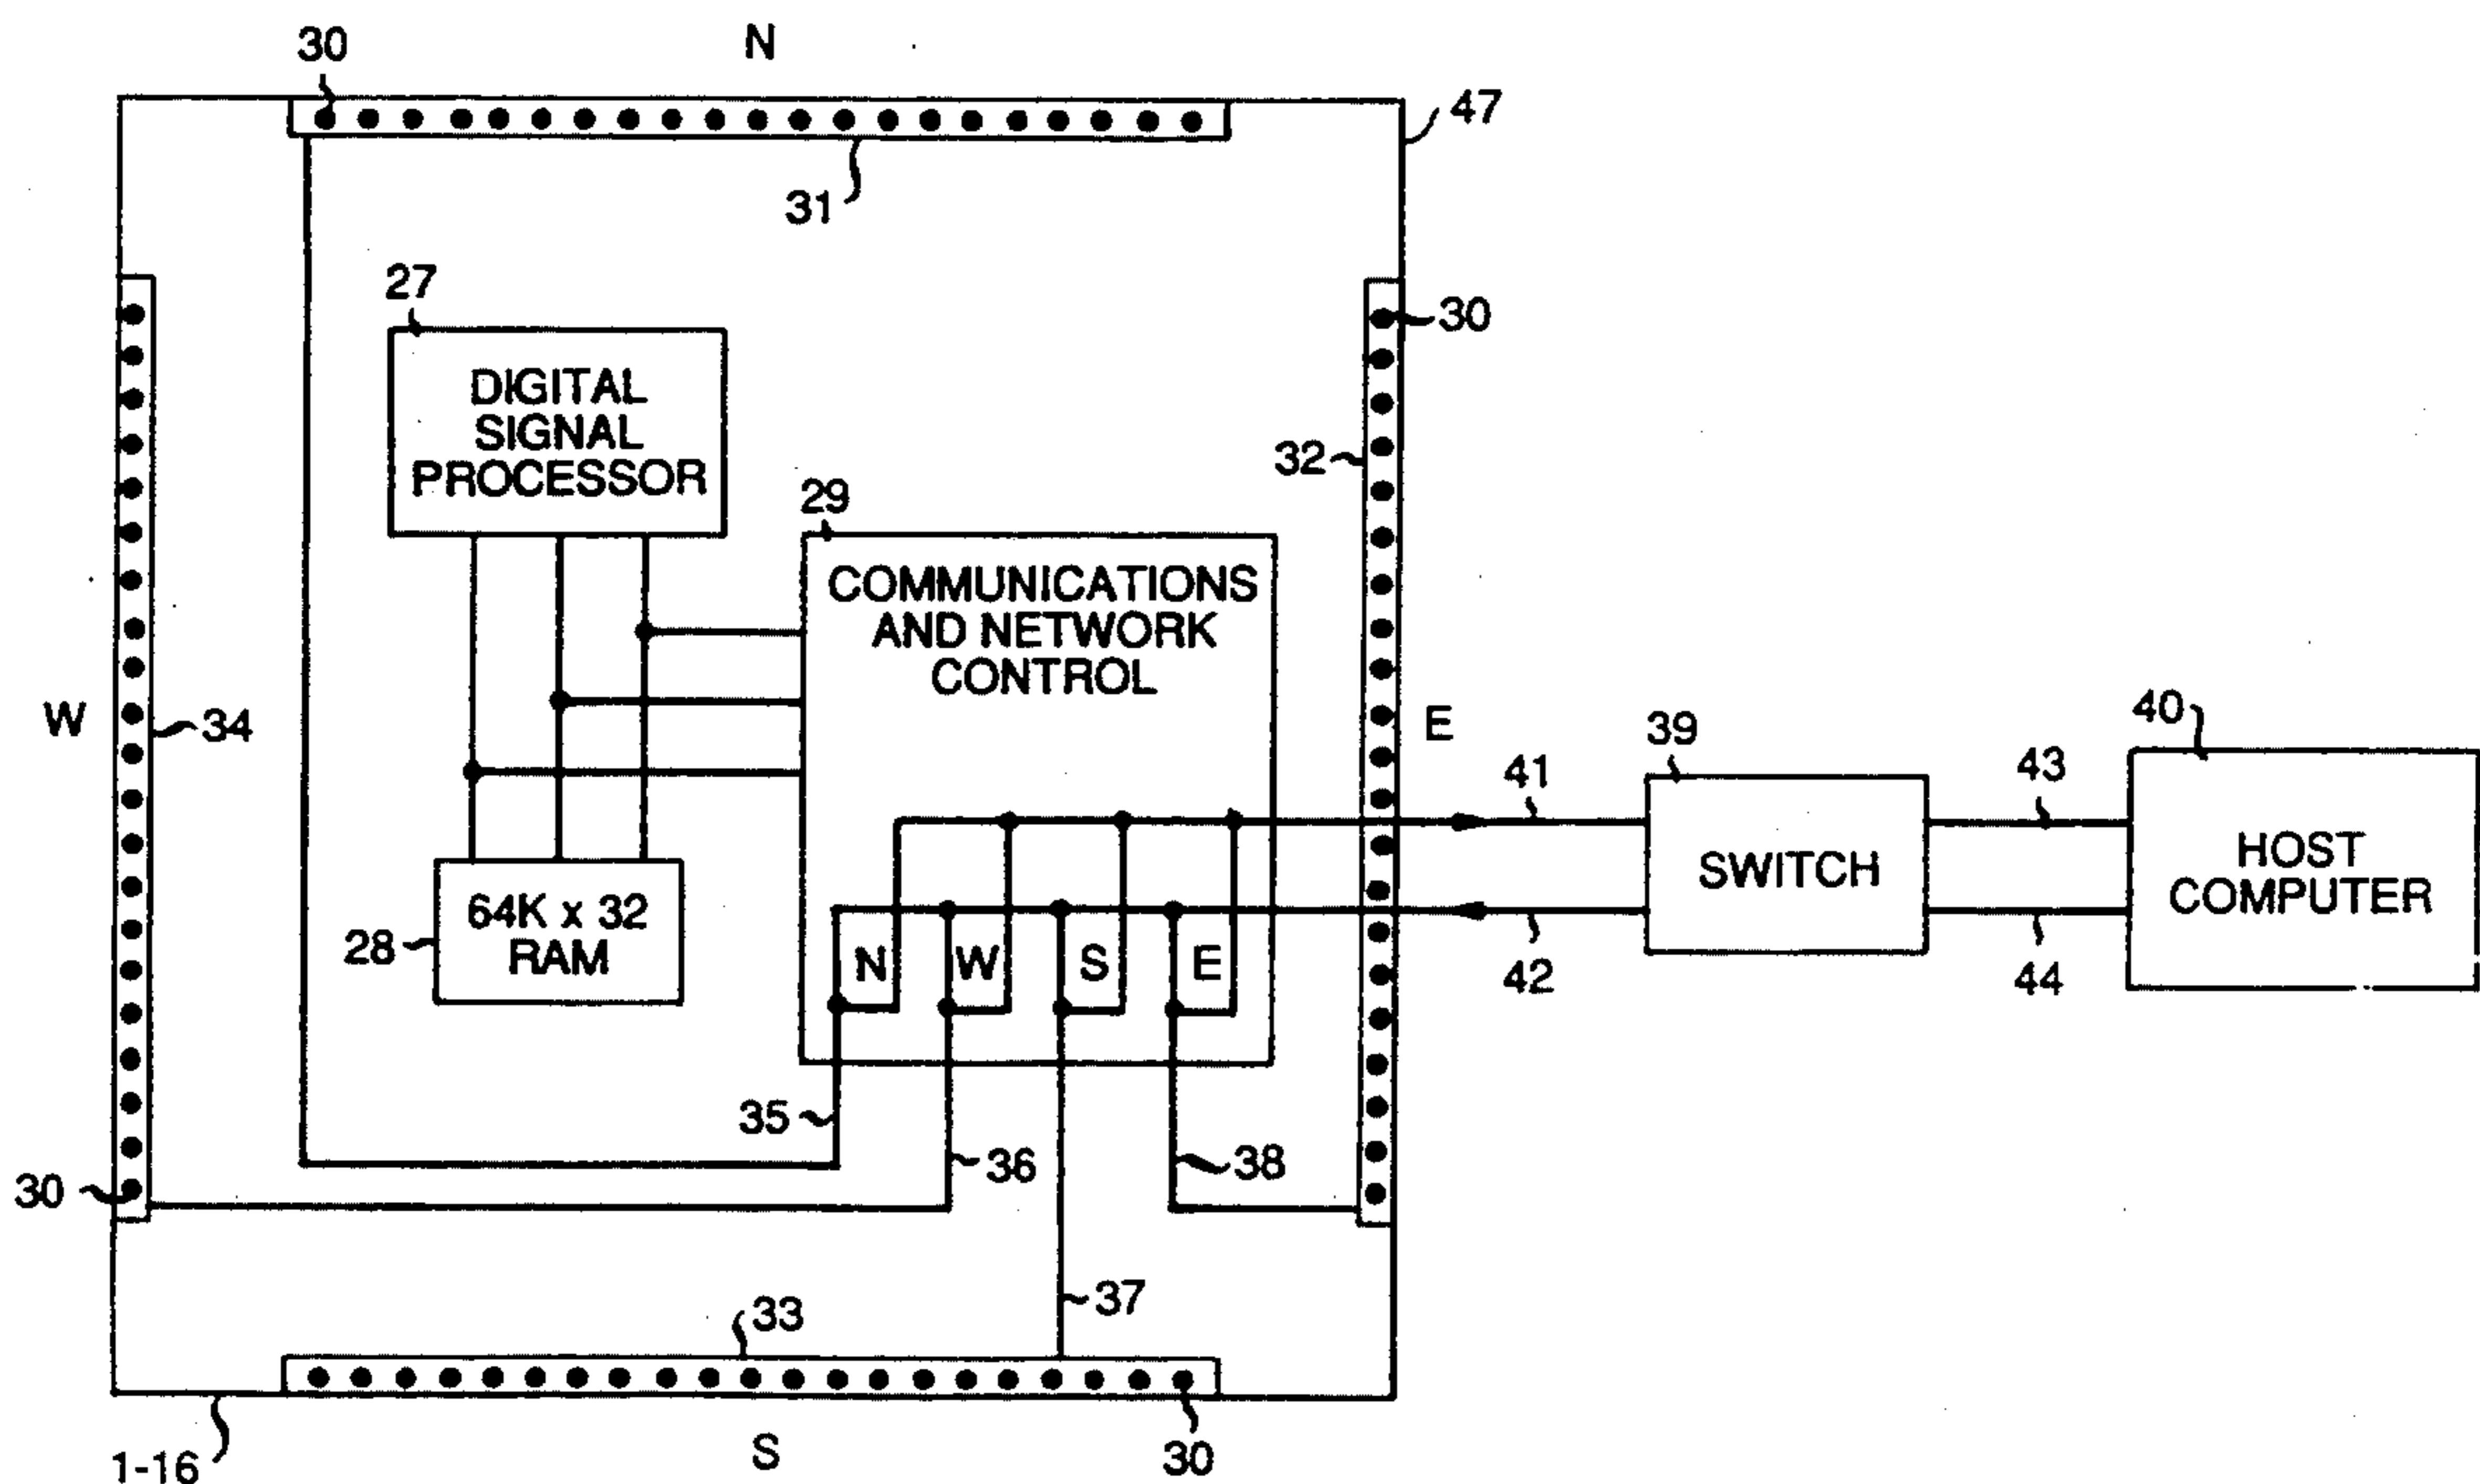 30
N
47
31
27
30
DIGITAL
SIGNAL
PROCESSOR
32
29
COMMUNICATIONS
AND NETWORK
CONTROL
W
34
E
39
40
41
43
SWITCH
HOST
COMPUTER
64K x 32
RAM
28
N W S E
42
44
35
36
38
30
37
33
S
30
1-16